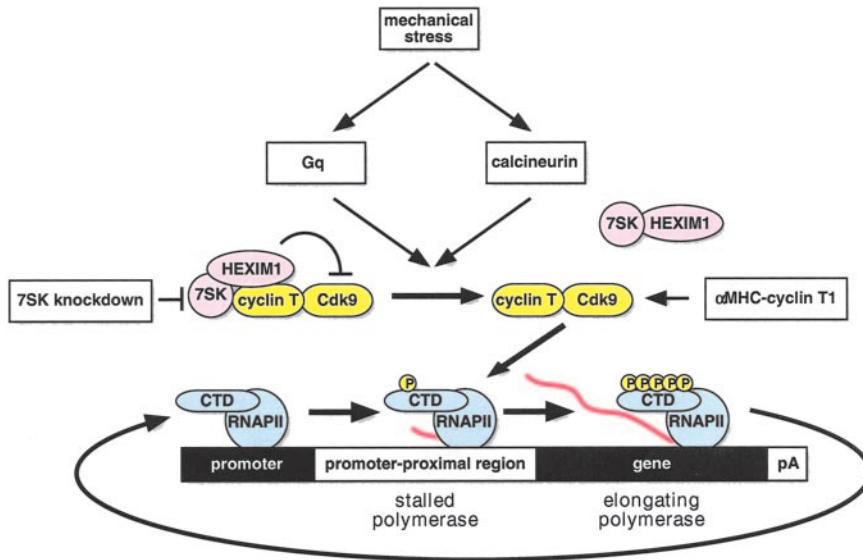 mechanical
stress
Gq
calcineurin
7SK HEXIM1
HEXIM1
7SK knockdown
7SK
cyclin T Cdk9
cyclin T Cdk9
αMHC-cyclin T1
P
P P P P P
CTD
CTD
CTD
RNAPII
RNAPII
RNAPII
promoter
promoter-proximal region
gene
pA
stalled
polymerase
elongating
polymerase